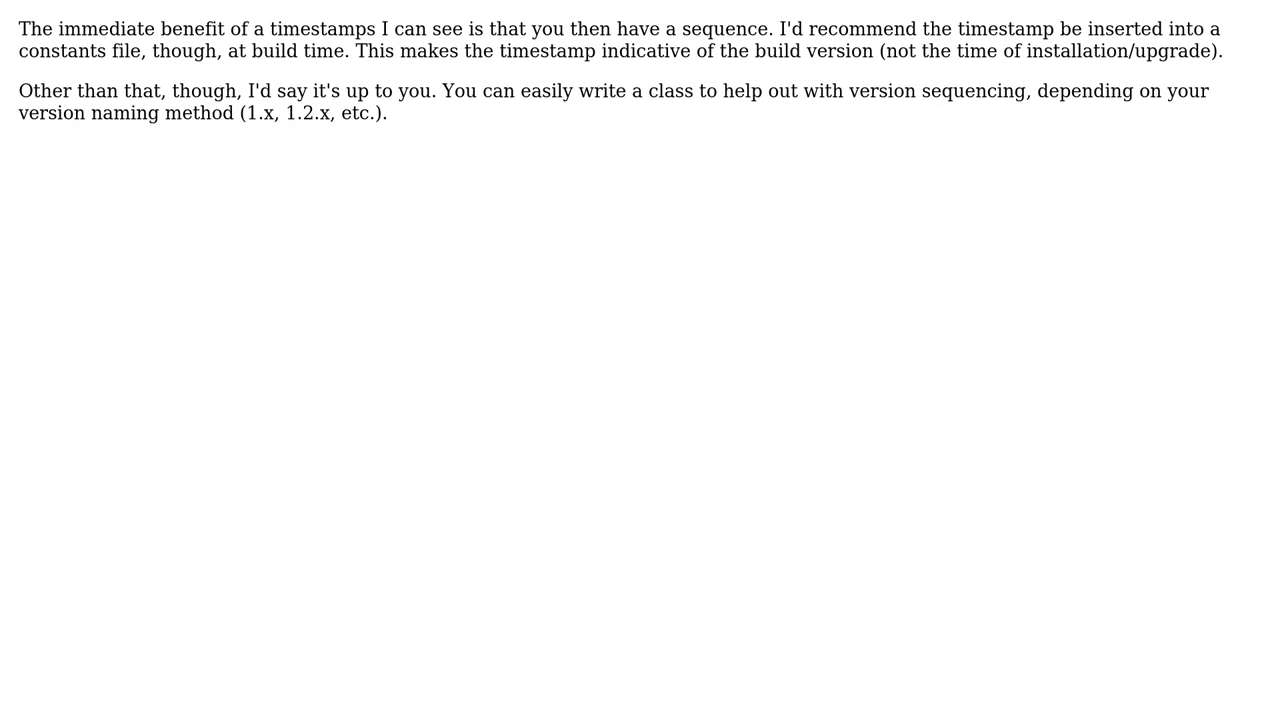 The immediate benefit of a timestamps I can see is that you then have a sequence. I'd recommend the timestamp be inserted into a
constants file, though, at build time. This makes the timestamp indicative of the build version (not the time of installation/upgrade).
Other than that, though, I'd say it's up to you. You can easily write a class to help out with version sequencing, depending on your
version naming method (1.x, 1.2.x, etc.).